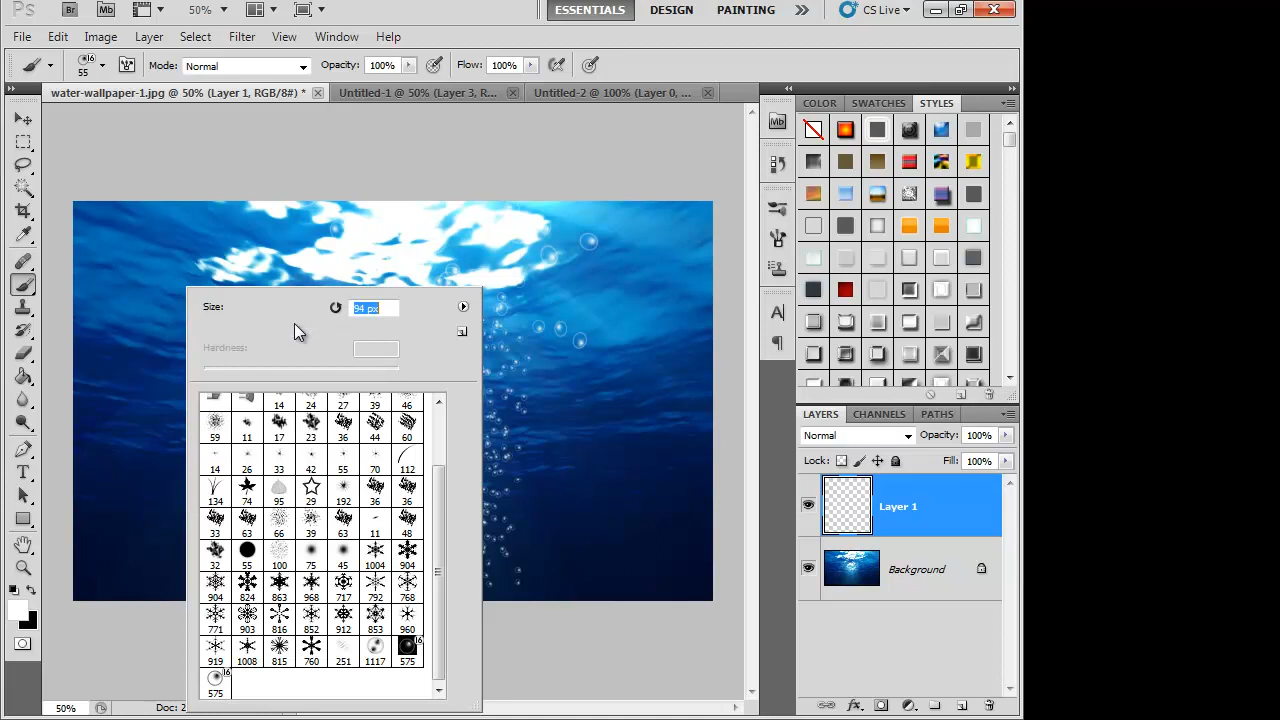 Ps Br Mb 50% ESSENTIALS DESIGN PAINTING CS Live
File Edit Image Layer Select Filter View Window Help
16 55 Mode: Normal Opacity: 100% Flow: 100%
water-wallpaper-1.jpg @ 50% (Layer 1, RGB/8#) * Untitled-1 @ 50% (Layer 3, R... Untitled-2 @ 100% (Layer 0, ...
COLOR SWATCHES STYLES
Mb
Size: 94 px
Hardness:
14 24 27 39 46
59 11 17 23 36 44 60
14 26 33 42 55 70 112
134 74 95 29 192 36 36
33 63 66 39 63 11 48
32 55 100 75 45 1004 904
904 824 863 968 717 792 768
771 903 816 852 912 853 960
919 1008 815 760 251 1117 575 16
575 16
LAYERS CHANNELS PATHS
Normal Opacity: 100%
Lock: Fill: 100%
Layer 1
Background
50% Doc: 2